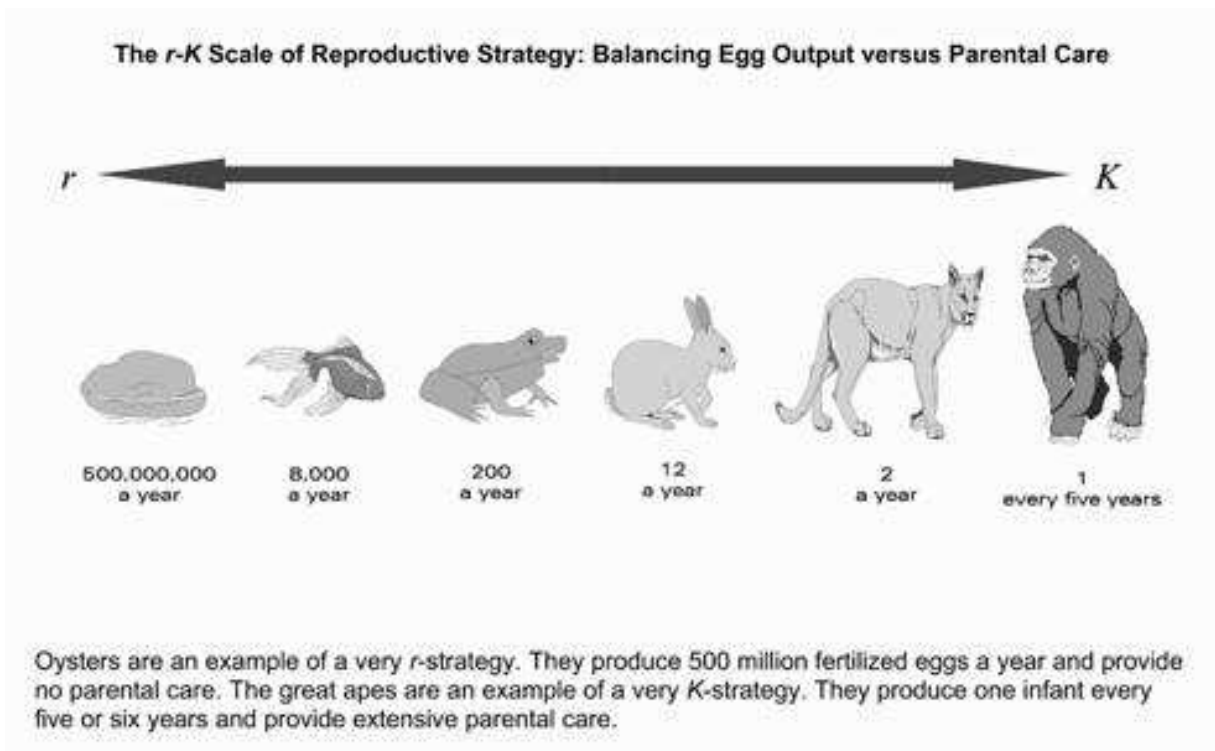 The r-K Scale of Reproductive Strategy: Balancing Egg Output versus Parental Care
r
K
500,000,000
a year
8,000
a year
200
a year
12
a year
2
a year
1
every five years
Oysters are an example of a very r-strategy. They produce 500 million fertilized eggs a year and provide
no parental care. The great apes are an example of a very K-strategy. They produce one infant every
five or six years and provide extensive parental care.